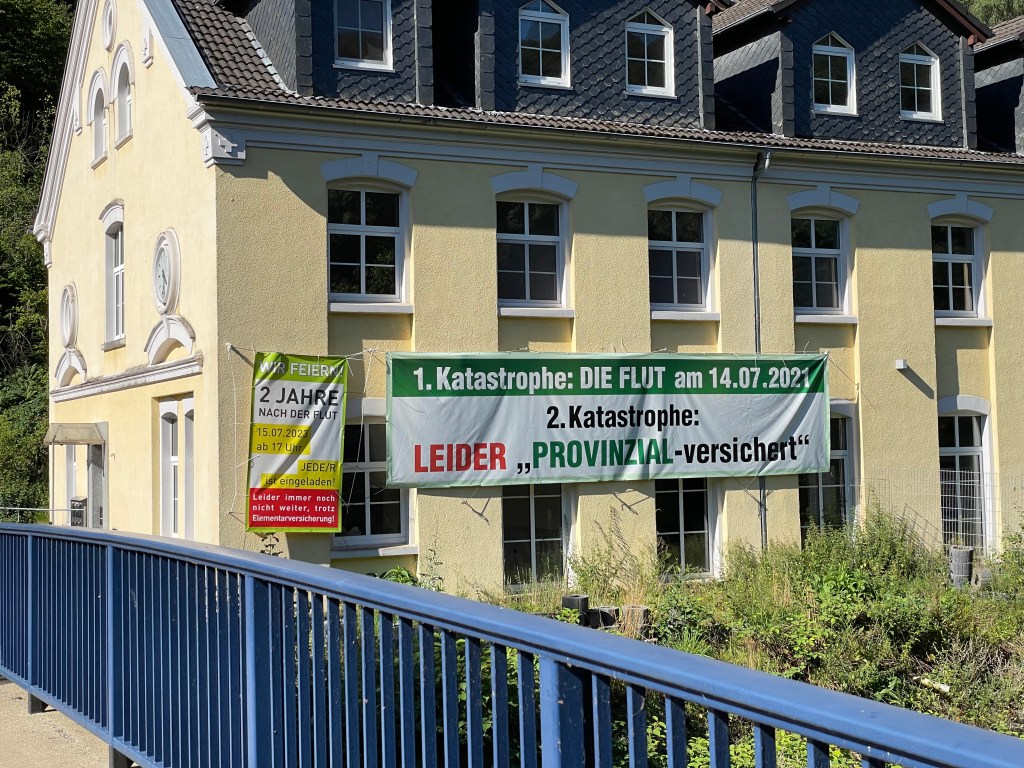 WIR FEIERN!
2 JAHRE
NACH DER FLUT
15.07.2023
ab 17 Uhr
JEDE/R
ist eingeladen!
Leider immer noch
nicht weiter, trotz
Elementarversicherung!
1. Katastrophe: DIE FLUT am 14.07.2021
2. Katastrophe:
LEIDER „PROVINZIAL-versichert“